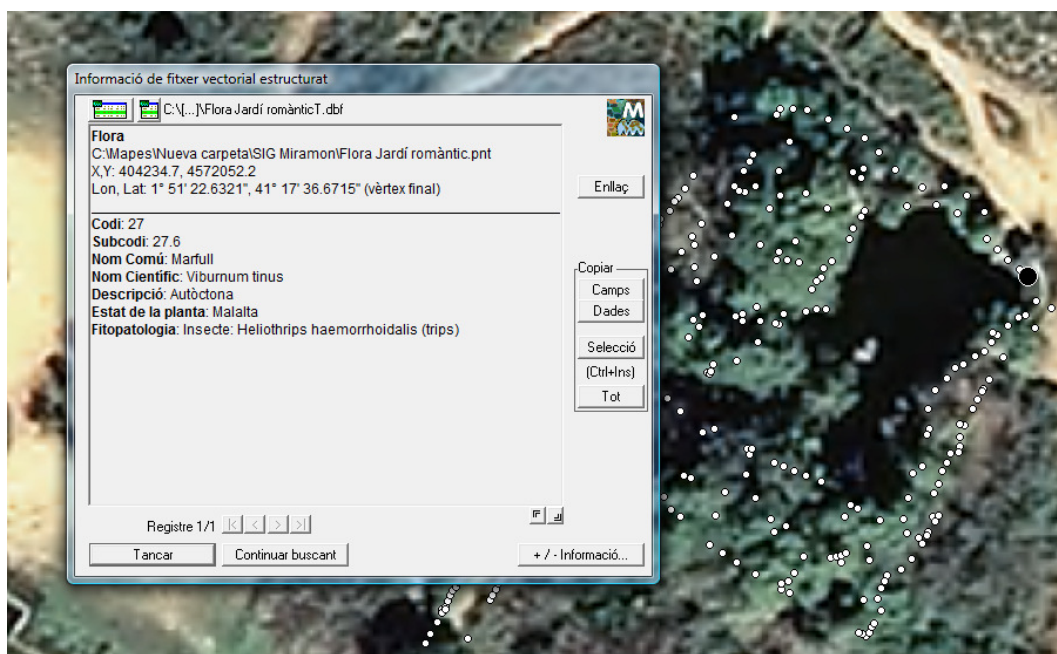 Informació de fitxer vectorial estructurat
C:\[...]\Flora Jardí romànticT.dbf
M
Flora
C:\Mapes\Nueva carpeta\SIG Miramon\Flora Jardí romàntic.pnt
X,Y: 404234.7, 4572052.2
Lon, Lat: 1° 51' 22.6321", 41° 17' 36.6715" (vèrtex final)
Enllaç
Codi: 27
Subcodi: 27.6
Nom Comú: Marfull
Nom Científic: Viburnum tinus
Descripció: Autòctona
Estat de la planta: Malalta
Fitopatologia: Insecte: Heliothrips haemorrhoidalis (trips)
Copiar
Camps
Dades
Selecció
(Ctrl+Ins)
Tot
Registre 1/1
Tancar
Continuar buscant
+ / - Informació...